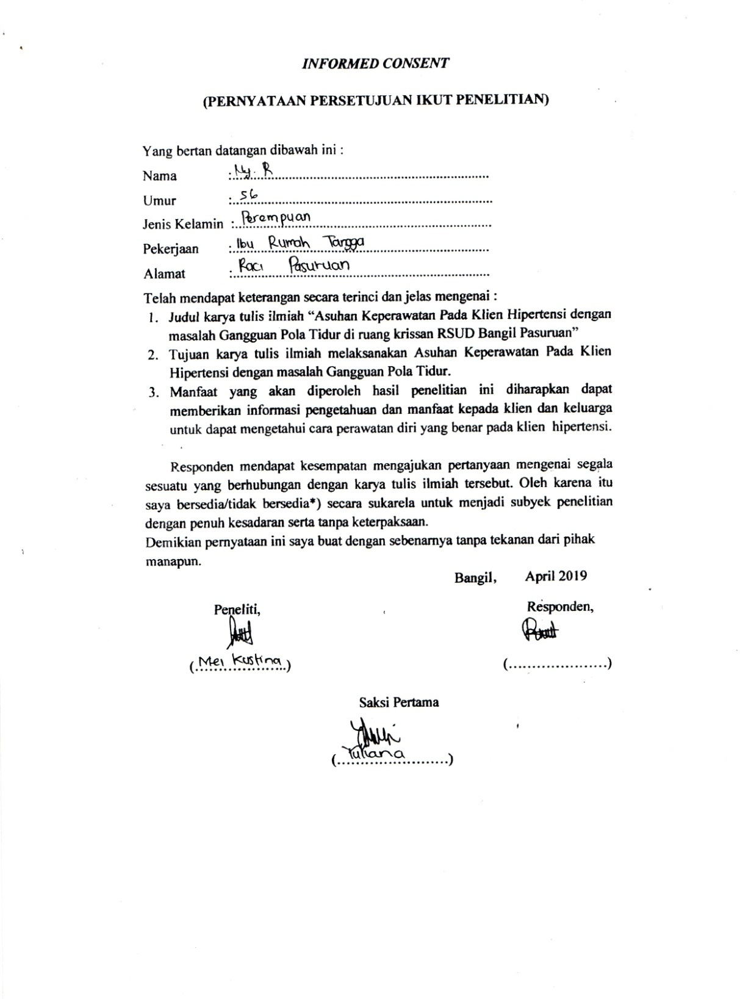 INFORMED CONSENT
(PERNYATAAN PERSETUJUAN IKUT PENELITIAN)
Yang bertan datangan dibawah ini :
Nama : Ny. R
Umur : 56
Jenis Kelamin : Perempuan
Pekerjaan : Ibu Rumah Tangga
Alamat : Raci Pasuruan
Telah mendapat keterangan secara terinci dan jelas mengenai :
1. Judul karya tulis ilmiah “Asuhan Keperawatan Pada Klien Hipertensi dengan
masalah Gangguan Pola Tidur di ruang krissan RSUD Bangil Pasuruan”
2. Tujuan karya tulis ilmiah melaksanakan Asuhan Keperawatan Pada Klien
Hipertensi dengan masalah Gangguan Pola Tidur.
3. Manfaat yang akan diperoleh hasil penelitian ini diharapkan dapat
memberikan informasi pengetahuan dan manfaat kepada klien dan keluarga
untuk dapat mengetahui cara perawatan diri yang benar pada klien hipertensi.
Responden mendapat kesempatan mengajukan pertanyaan mengenai segala
sesuatu yang berhubungan dengan karya tulis ilmiah tersebut. Oleh karena itu
saya bersedia/tidak bersedia*) secara sukarela untuk menjadi subyek penelitian
dengan penuh kesadaran serta tanpa keterpaksaan.
Demikian pernyataan ini saya buat dengan sebenarnya tanpa tekanan dari pihak
manapun.
Bangil, April 2019
Peneliti, Responden,
(Mei Kustina) (......................)
Saksi Pertama
(Yuliana)